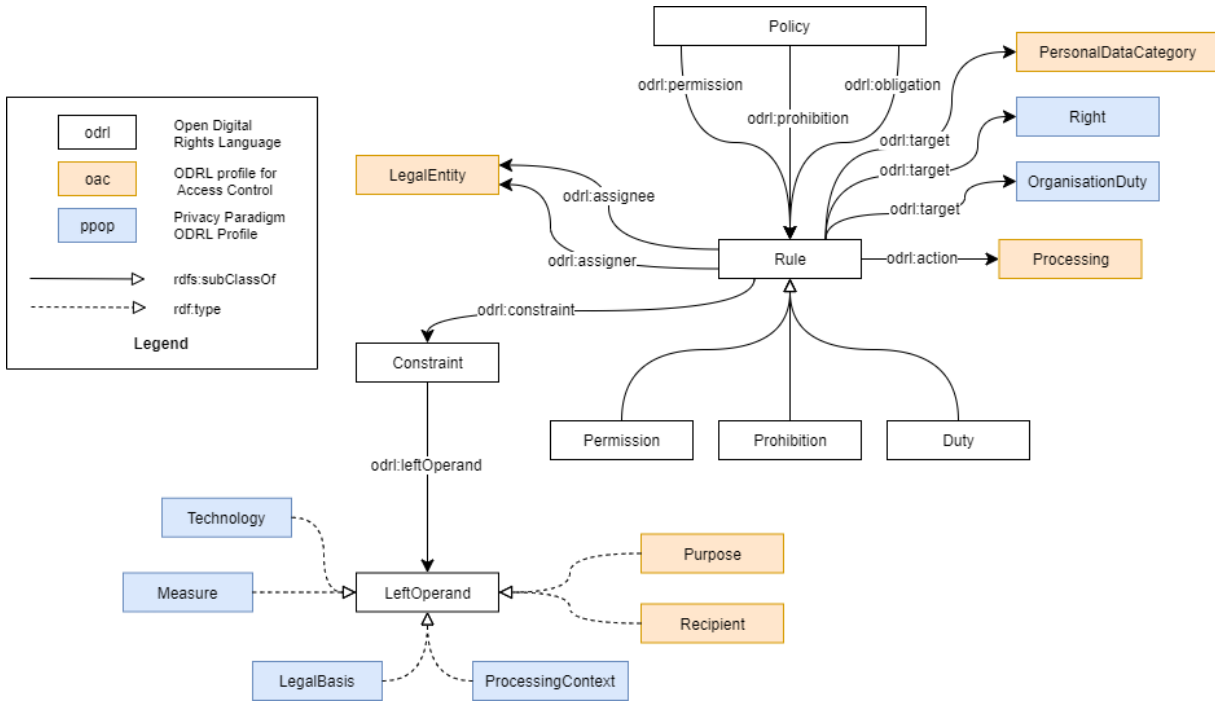 Policy
odrl:permission
odrl:prohibition
odrl:obligation
PersonalDataCategory
Right
OrganisationDuty
odrl:target
odrl:target
odrl:target
odrl
Open Digital
Rights Language
oac
ODRL profile for
Access Control
ppop
Privacy Paradigm
ODRL Profile
rdfs:subClassOf
rdf:type
Legend
LegalEntity
odrl:assignee
odrl:assigner
Rule
odrl:action
Processing
odrl:constraint
Constraint
Permission
Prohibition
Duty
odrl:leftOperand
Technology
Measure
LeftOperand
Purpose
Recipient
LegalBasis
ProcessingContext